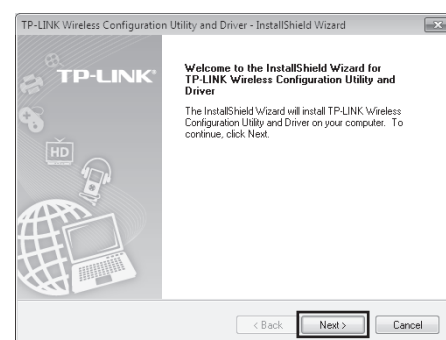 TP-LINK Wireless Configuration Utility and Driver - InstallShield Wizard
TP-LINK®
HD
Welcome to the InstallShield Wizard for
TP-LINK Wireless Configuration Utility and
Driver
The InstallShield Wizard will install TP-LINK Wireless
Configuration Utility and Driver on your computer. To
continue, click Next.
< Back Next > Cancel